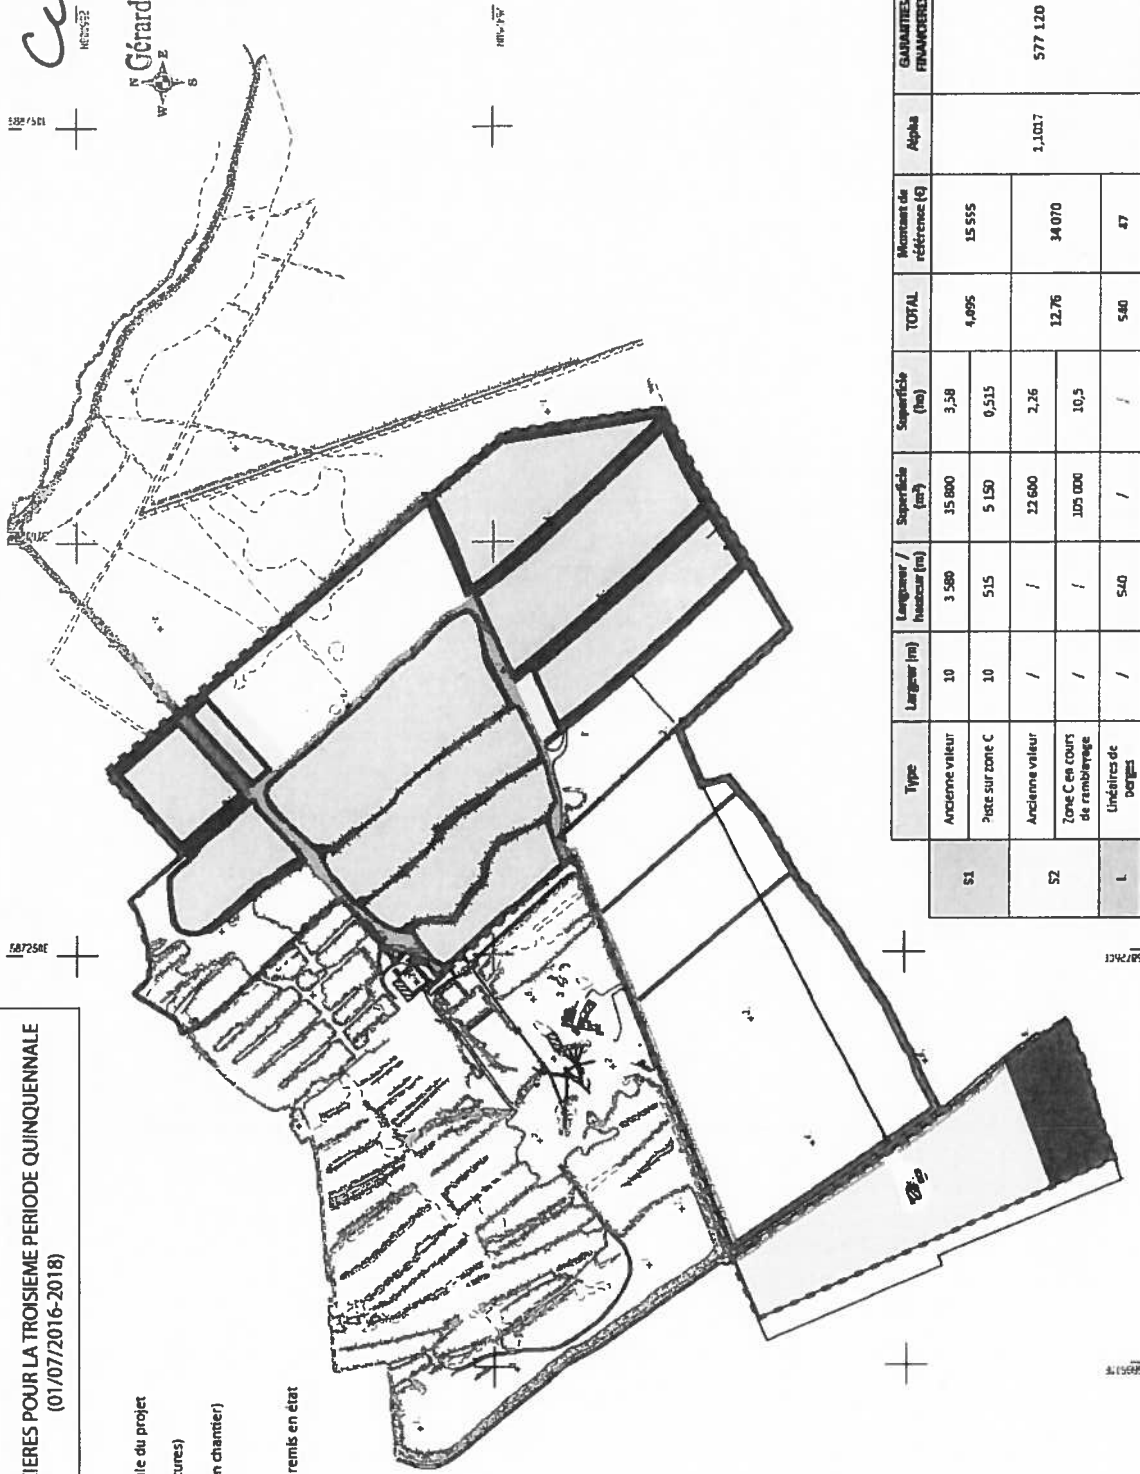 IERES POUR LA TROISIEME PERIODE QUINQUENNALE
(01/07/2016-2018)
le du projet
tures)
n chantier)
remis en état
Gérard
N
E
S
W
Type | Largeur (m) | Longueur / hauteur (m) | Superficie (m²) | Superficie (ha) | TOTAL | Montant de référence (€) | Alpha | GARANTIES FINANCIERES
S1 | Ancienne valeur | 10 | 3 580 | 35 800 | 3,58 | 4,095 | 15 555 | 1,1017 | 577 120
Piste sur zone C | 10 | 515 | 5 150 | 0,515
S2 | Ancienne valeur | / | / | 22 600 | 2,26 | 12,76 | 34 070
Zone C en cours de remblayage | / | / | 105 000 | 10,5
L | Linéaires de berges | / | 540 | / | / | 540 | 47